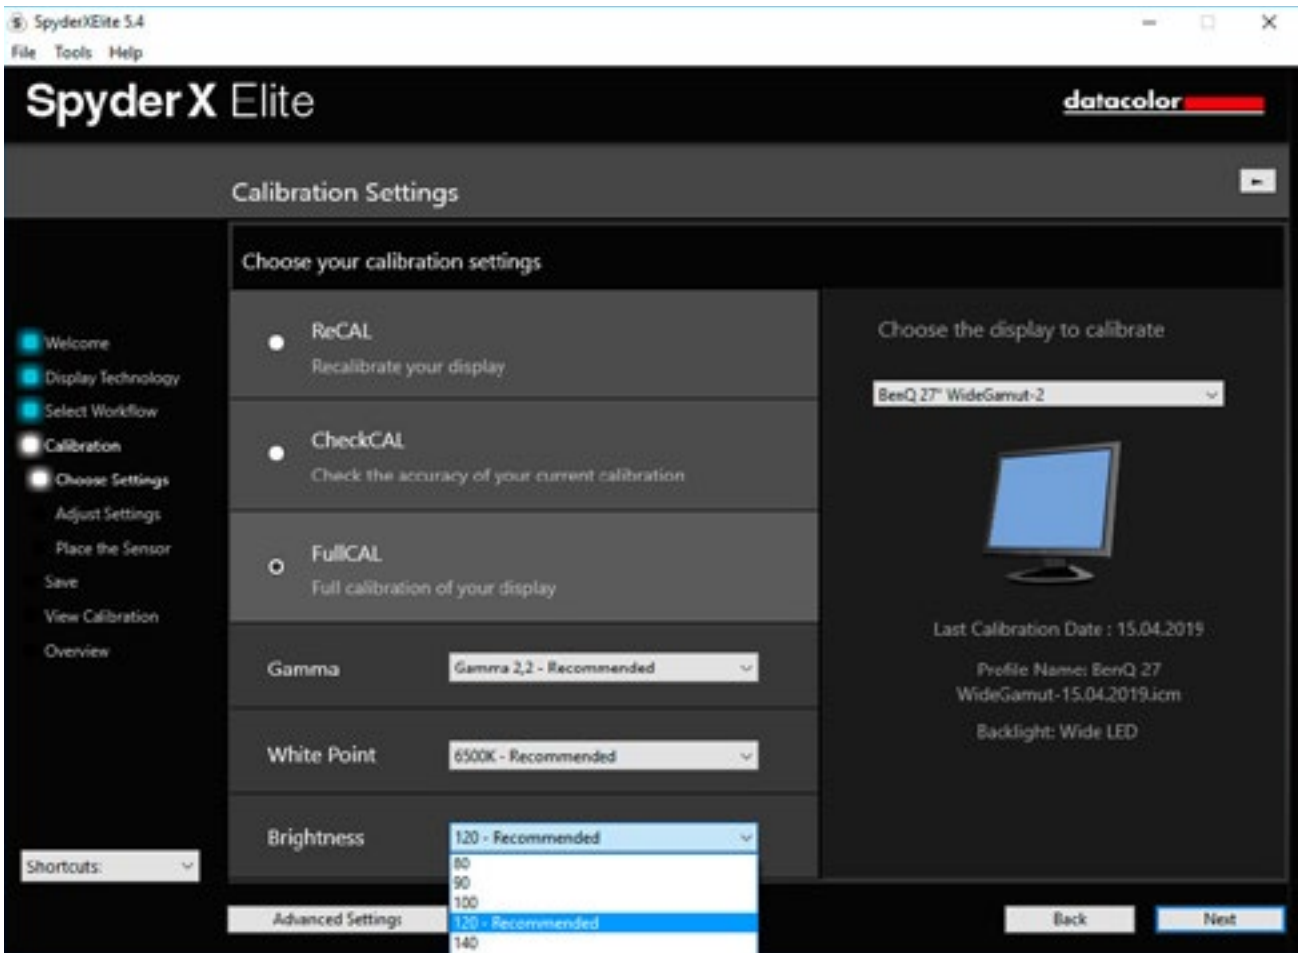 SpyderXElite 5.4
File Tools Help
SpyderX Elite
datacolor
Calibration Settings
Choose your calibration settings
Welcome
Display Technology
Select Workflow
Calibration
Choose Settings
Adjust Settings
Place the Sensor
Save
View Calibration
Overview
Shortcuts:
ReCAL
Recalibrate your display
CheckCAL
Check the accuracy of your current calibration
FullCAL
Full calibration of your display
Gamma
Gamma 2,2 - Recommended
White Point
6500K - Recommended
Brightness
120 - Recommended
80
90
100
120 - Recommended
140
Choose the display to calibrate
BenQ 27" WideGamut-2
Last Calibration Date : 15.04.2019
Profile Name: BenQ 27
WideGamut-15.04.2019.icm
Backlight: Wide LED
Advanced Settings
Back
Next